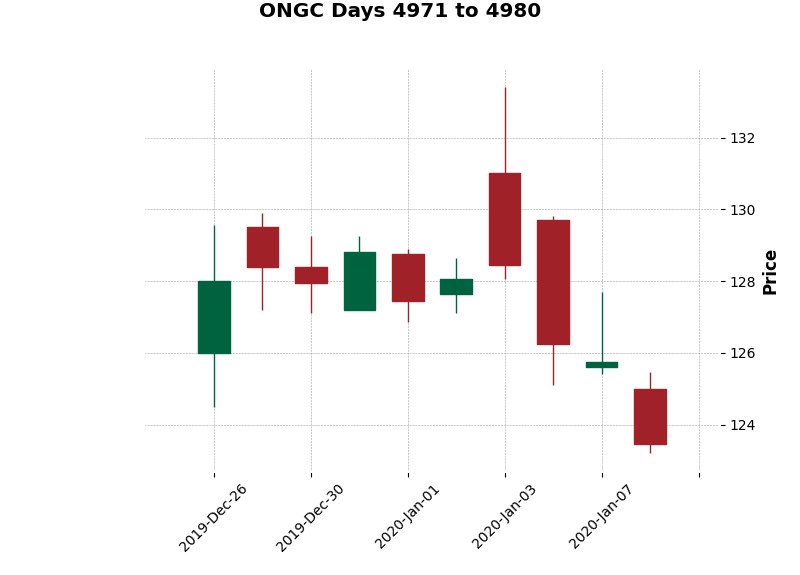 ONGC Days 4971 to 4980
132
130
128
126
124
Price
2019-Dec-26
2019-Dec-30
2020-Jan-01
2020-Jan-03
2020-Jan-07